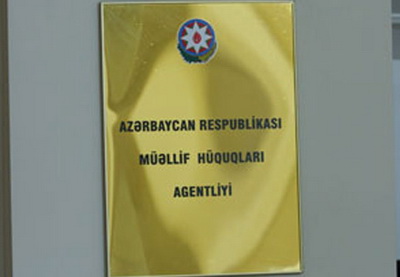 AZƏRBAYCAN RESPUBLİKASI
MÜƏLLİF HÜQUQLARI
AGENTLİYİ